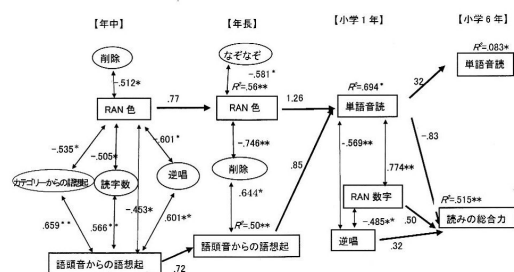 【年中】
【年長】
【小学1年】
【小学6年】
削除
なぞなぞ
R²=.083*
単語音読
-.512*
-.581*
R²=.56**
R²=.694*
.32
RAN 色
.77
RAN 色
1.26
単語音読
-.535*
-.505*
-.601*
-.746**
.85
-.569**
.774**
-.83
カテゴリーからの語想起
読字数
逆唱
削除
-.453*
.644*
RAN 数字
R²=.515**
.659**
.566**
.601**
R²=.50**
-.485*
.50
読みの総合力
語頭音からの語想起
.72
語頭音からの語想起
逆唱
.32